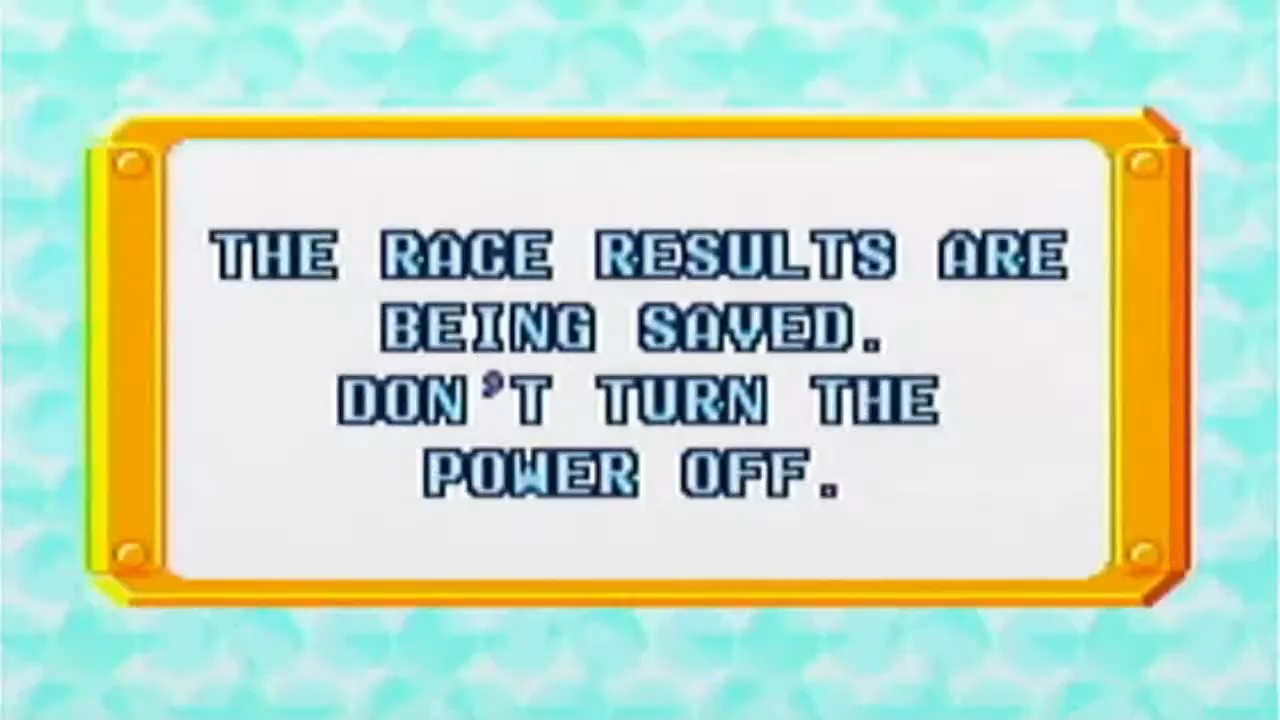 THE RACE RESULTS ARE
BEING SAVED.
DON'T TURN THE
POWER OFF.